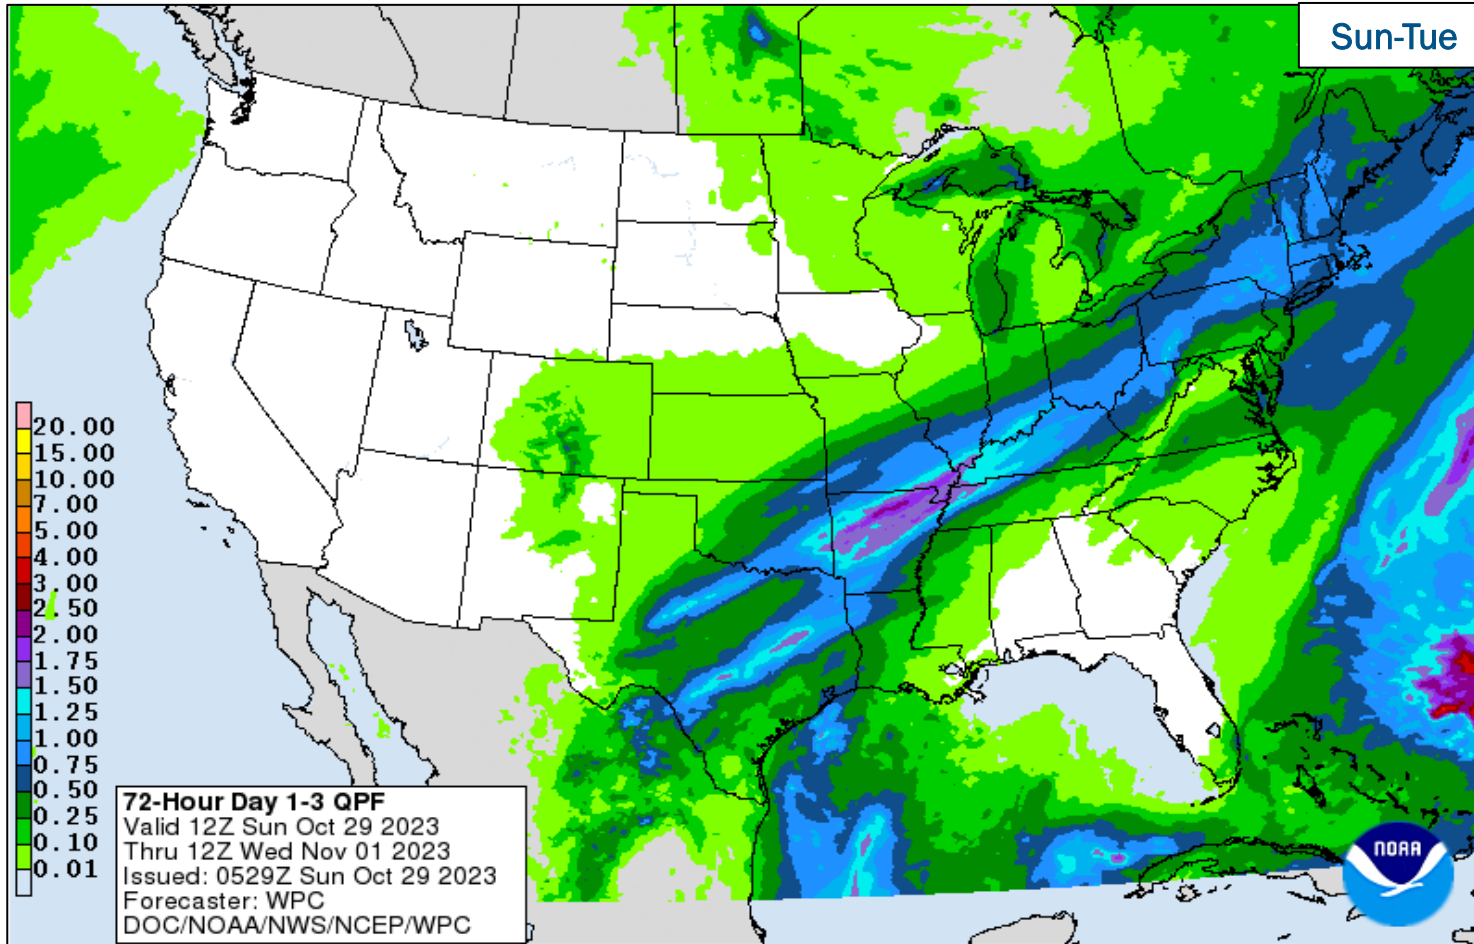 Sun-Tue
20.00
15.00
10.00
7.00
5.00
4.00
3.00
2.50
2.00
1.75
1.50
1.25
1.00
0.75
0.50
0.25
0.10
0.01
72-Hour Day 1-3 QPF
Valid 12Z Sun Oct 29 2023
Thru 12Z Wed Nov 01 2023
Issued: 0529Z Sun Oct 29 2023
Forecaster: WPC
DOC/NOAA/NWS/NCEP/WPC
NOAA